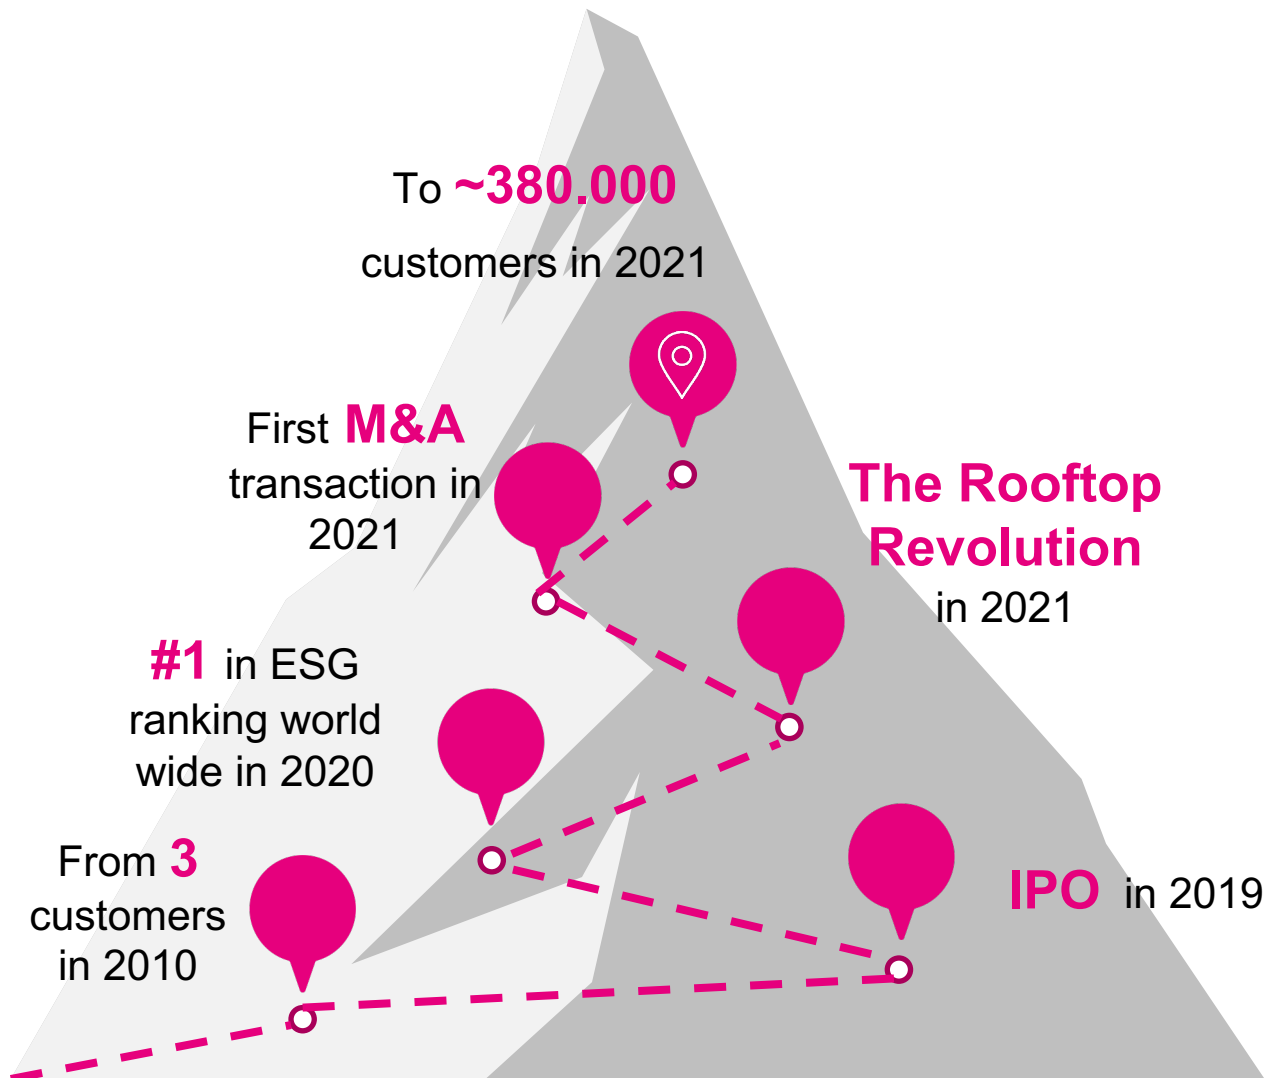 To ~380.000
customers in 2021
First M&A
transaction in
2021
The Rooftop
Revolution
in 2021
#1 in ESG
ranking world
wide in 2020
From 3
customers
in 2010
IPO in 2019